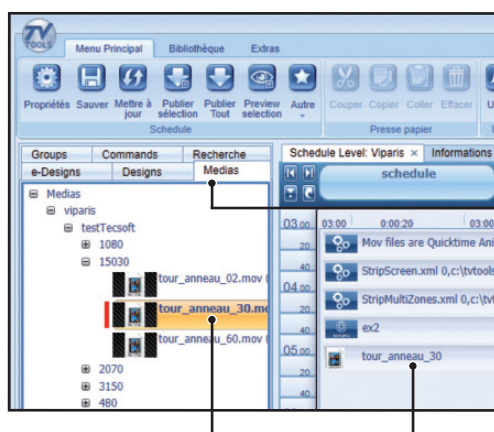 TV
TOOLS
Menu Principal Bibliothèque Extras
Propriétés Sauver Mettre à jour Publier sélection Publier Tout Preview selection Autre Couper Copier Coller Effacer
Schedule Presse papier
Groups Commands Recherche
e-Designs Designs Medias
Medias
viparis
testTecsoft
1080
15030
tour_anneau_02.mov (
tour_anneau_30.m
tour_anneau_60.mov (
2070
3150
480
Schedule Level: Viparis × Informations
schedule
03:00 0:00:20 03:00
03 00
20
40
04 00
20
40
05 00
20
40
Mov files are Quicktime Ani
StripScreen.xml 0,c:\tvtools
StripMultiZones.xml 0,c:\tvt
ex2
tour_anneau_30